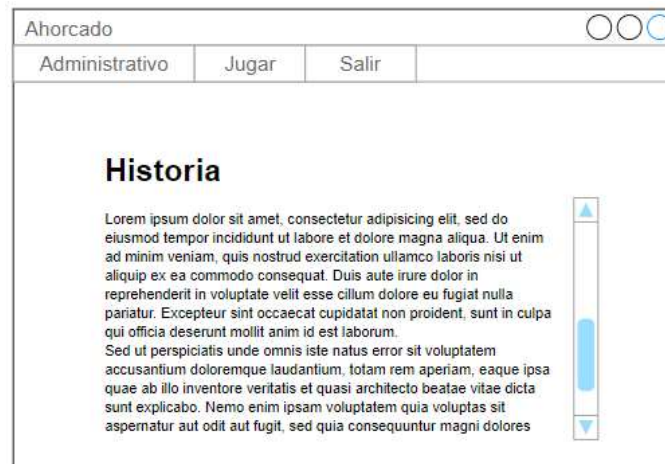 Ahorcado
Administrativo Jugar Salir
Historia
Lorem ipsum dolor sit amet, consectetur adipisicing elit, sed do
eiusmod tempor incididunt ut labore et dolore magna aliqua. Ut enim
ad minim veniam, quis nostrud exercitation ullamco laboris nisi ut
aliquip ex ea commodo consequat. Duis aute irure dolor in
reprehenderit in voluptate velit esse cillum dolore eu fugiat nulla
pariatur. Excepteur sint occaecat cupidatat non proident, sunt in culpa
qui officia deserunt mollit anim id est laborum.
Sed ut perspiciatis unde omnis iste natus error sit voluptatem
accusantium doloremque laudantium, totam rem aperiam, eaque ipsa
quae ab illo inventore veritatis et quasi architecto beatae vitae dicta
sunt explicabo. Nemo enim ipsam voluptatem quia voluptas sit
aspernatur aut odit aut fugit, sed quia consequuntur magni dolores